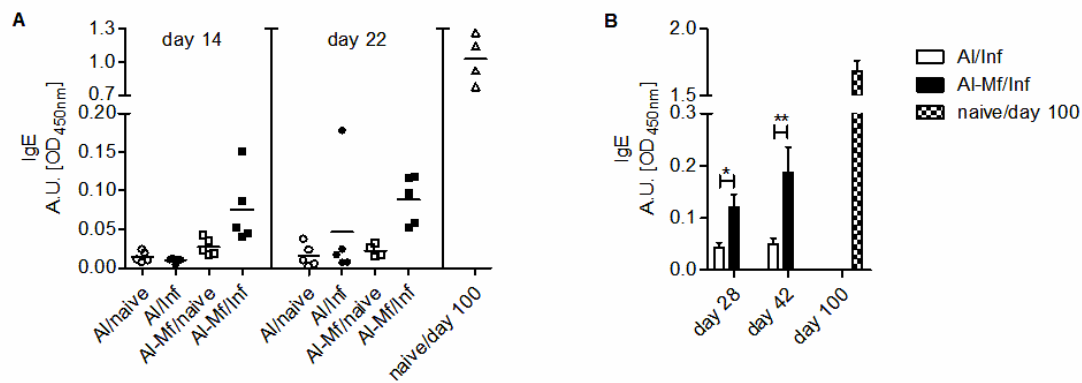 A
day 14
day 22
IgE
A.U. [OD450nm]
1.3
1.0
0.7
0.20
0.15
0.10
0.05
0.00
Al/naive
Al/Inf
Al-Mf/naive
Al-Mf/Inf
Al/naive
Al/Inf
Al-Mf/naive
Al-Mf/Inf
naive/day 100
B
IgE
A.U. [OD450nm]
2.0
1.5
0.3
0.2
0.1
0.0
*
**
day 28
day 42
day 100
Al/Inf
Al-Mf/Inf
naive/day 100